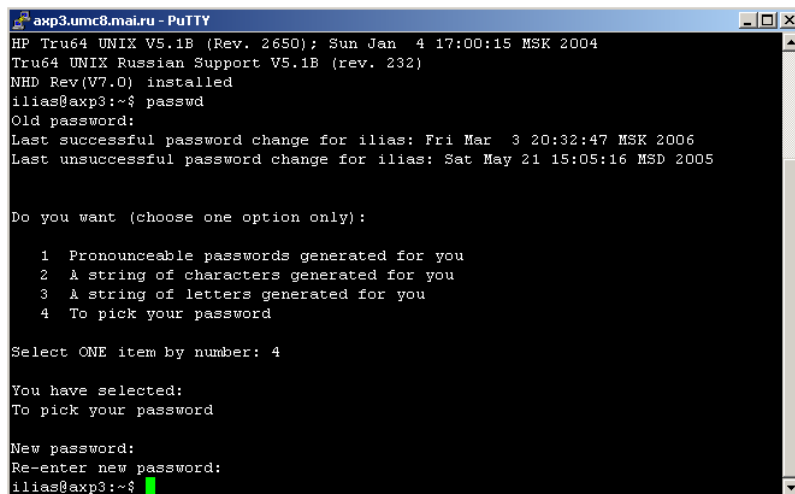 axp3.umc8.mai.ru - PuTTY
HP Tru64 UNIX V5.1B (Rev. 2650); Sun Jan  4 17:00:15 MSK 2004
Tru64 UNIX Russian Support V5.1B (rev. 232)
NHD Rev(V7.0) installed
ilias@axp3:~$ passwd
Old password:
Last successful password change for ilias: Fri Mar  3 20:32:47 MSK 2006
Last unsuccessful password change for ilias: Sat May 21 15:05:16 MSD 2005
Do you want (choose one option only):
1  Pronounceable passwords generated for you
2  A string of characters generated for you
3  A string of letters generated for you
4  To pick your password
Select ONE item by number: 4
You have selected:
To pick your password
New password:
Re-enter new password:
ilias@axp3:~$